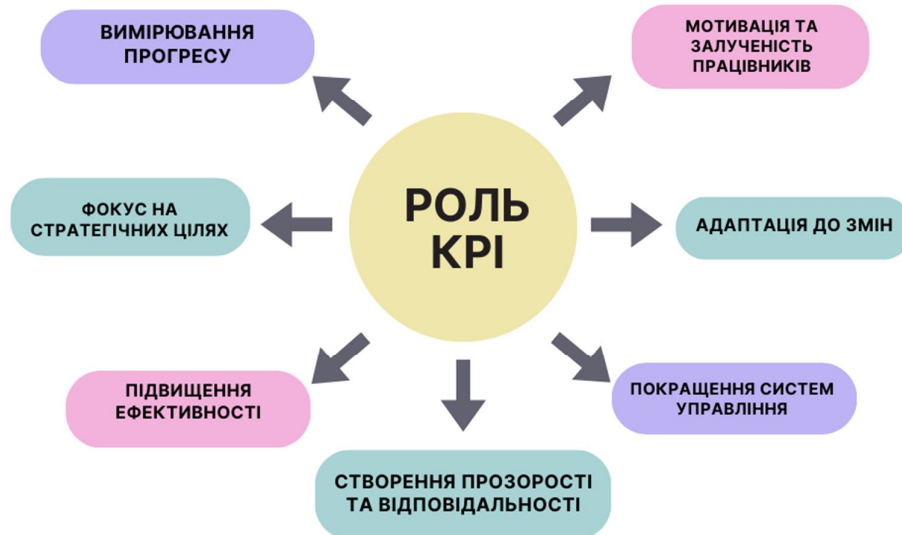 ВИМІРЮВАННЯ
ПРОГРЕСУ
МОТИВАЦІЯ ТА
ЗАЛУЧЕНІСТЬ
ПРАЦІВНИКІВ
РОЛЬ
КРІ
ФОКУС НА
СТРАТЕГІЧНИХ ЦІЛЯХ
АДАПТАЦІЯ ДО ЗМІН
ПІДВИЩЕННЯ
ЕФЕКТИВНОСТІ
ПОКРАЩЕННЯ СИСТЕМ
УПРАВЛІННЯ
СТВОРЕННЯ ПРОЗОРОСТІ
ТА ВІДПОВІДАЛЬНОСТІ